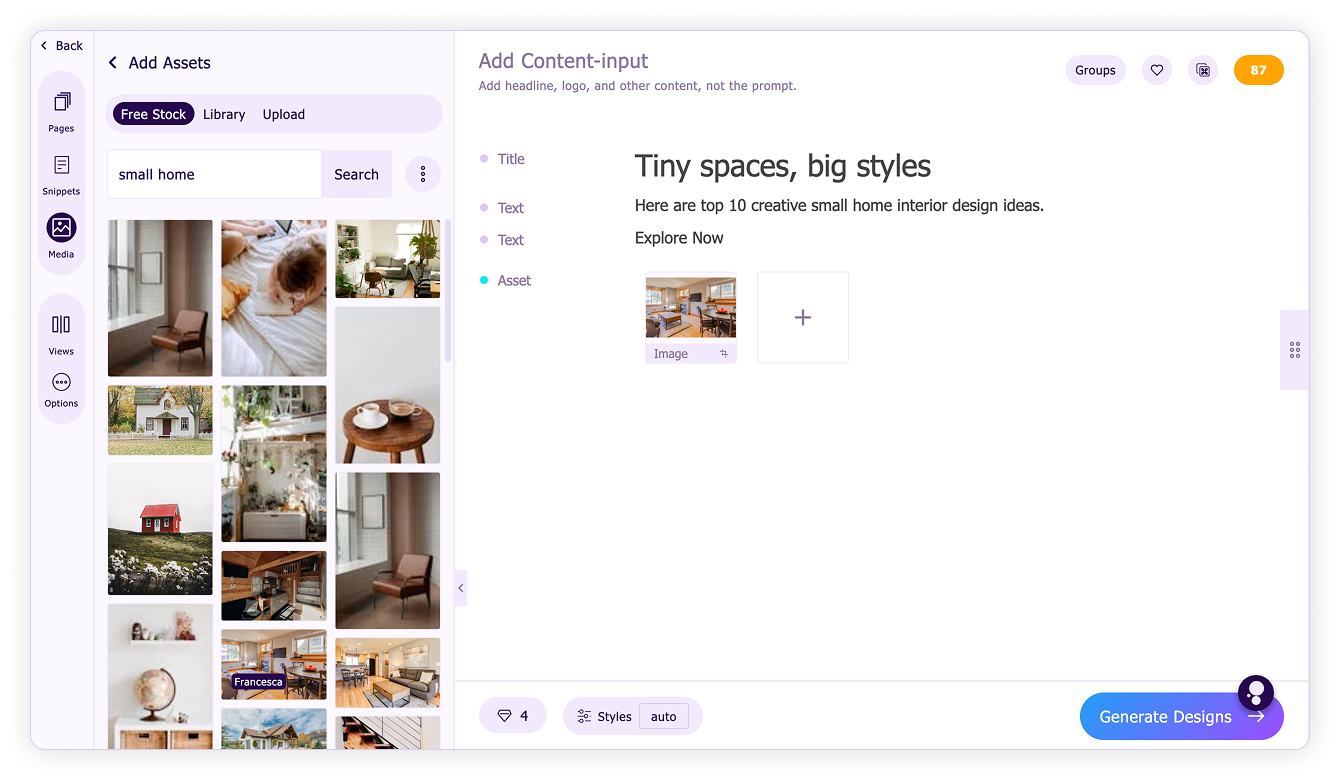 Back
Pages
Snippets
Media
Views
Options
Add Assets
Free Stock Library Upload
small home Search
Francesca
Add Content-input
Add headline, logo, and other content, not the prompt.
Groups
87
Title Tiny spaces, big styles
Text Here are top 10 creative small home interior design ideas.
Text Explore Now
Asset
Image
4
Styles auto
Generate Designs